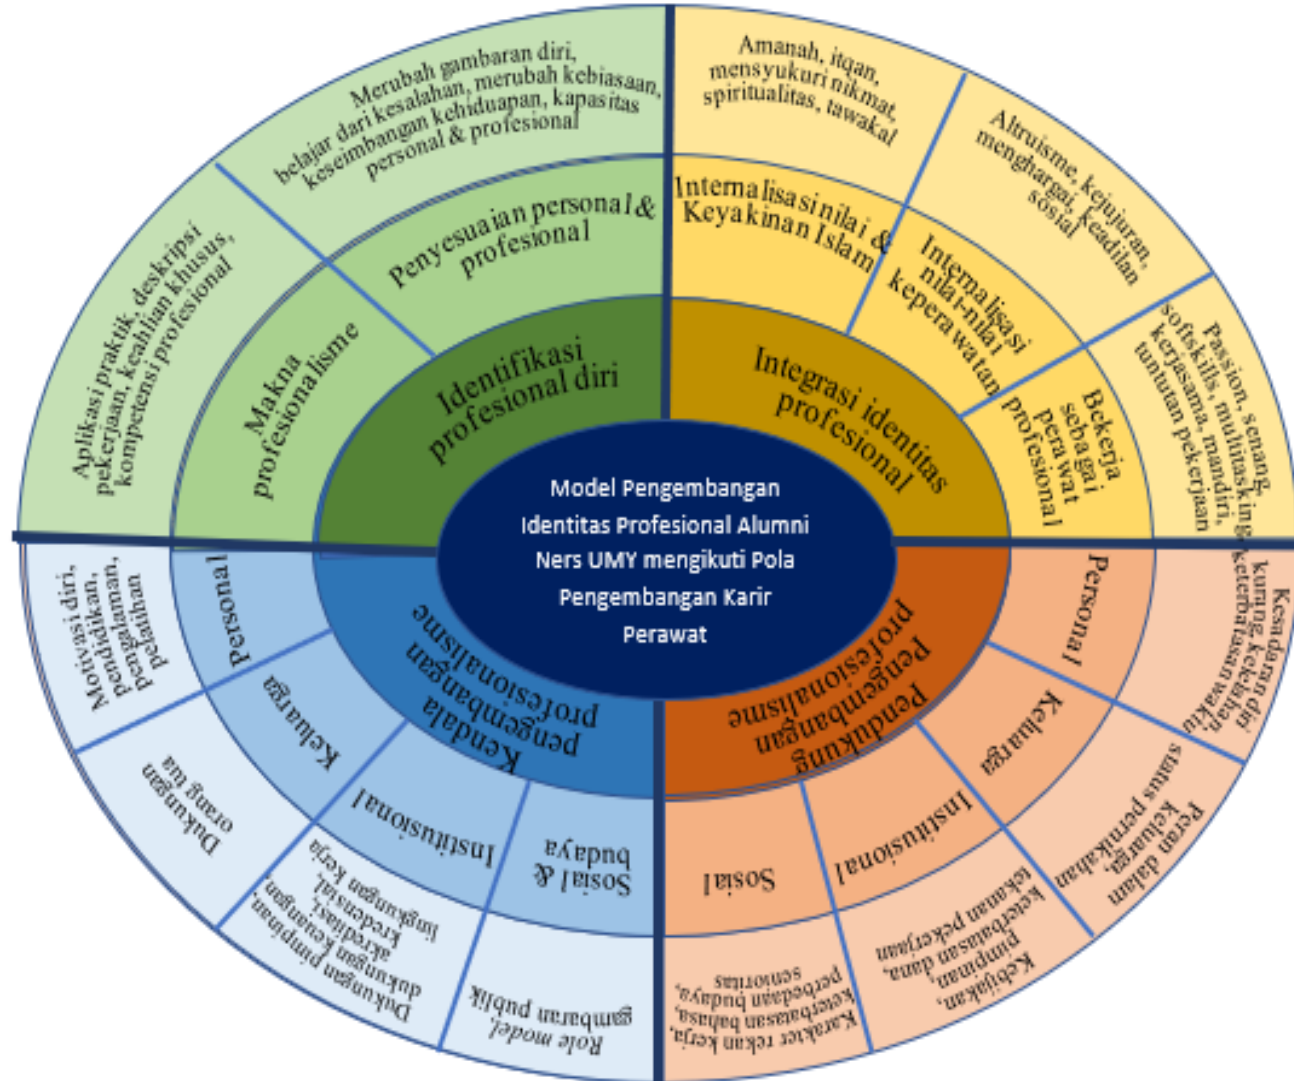 Merubah gambaran diri,
belajar dari kesalahan, merubah kebiasaan,
keseimbangan kehiduapan, kapasitas
personal & profesional
Amanah, itqan,
mensyukuri nikmat,
spiritualitas, tawakal
Altruisme, kejujuran,
menghargai, keadilan
sosial
Passion, senang,
softskills, mulitasking,
kerjasama, mandiri,
tuntutan pekerjaan
Aplikasi praktik, deskripsi
pekerjaan, keahlian khusus,
kompetensi profesional
Penyesuaian personal &
profesional
Makna
profesionalisme
Internalisasi nilai &
Keyakinan Islam
Internalisasi
nilar-nilai
keperawatan
Bekerja
sebagai
perawat
profesional
Identifikasi
profesional diri
Integrasi identitas
profesional
Model Pengembangan
Identitas Profesional Alumni
Ners UMY mengikuti Pola
Pengembangan Karir
Perawat
Kendala
pengembangan
profesionalisme
Pendukung
Pengembangan
profesionalisme
Personal
Keluarga
Institusional
Sosial &
budaya
Personal
Keluarga
Institusional
Sosial
Motivasi diri,
pendidikan,
pengalaman,
pelatihan
Dukungan
orang tua
Dukungan pimpinan,
dukungan keuangan,
akreditasi,
kredensial,
lingkungan kerja
Role model,
gambaran publik
Kesadaran diri
kurang kelelahan,
keterbatasan waktu
Peran dalam
keluarga,
status pernikahan
Kebijakan,
pimpinan,
keterbatasan dana,
tekanan pekerjaan
Karakter rekan kerja,
keterbatasan bahasa,
perbedaan budaya,
senioritas